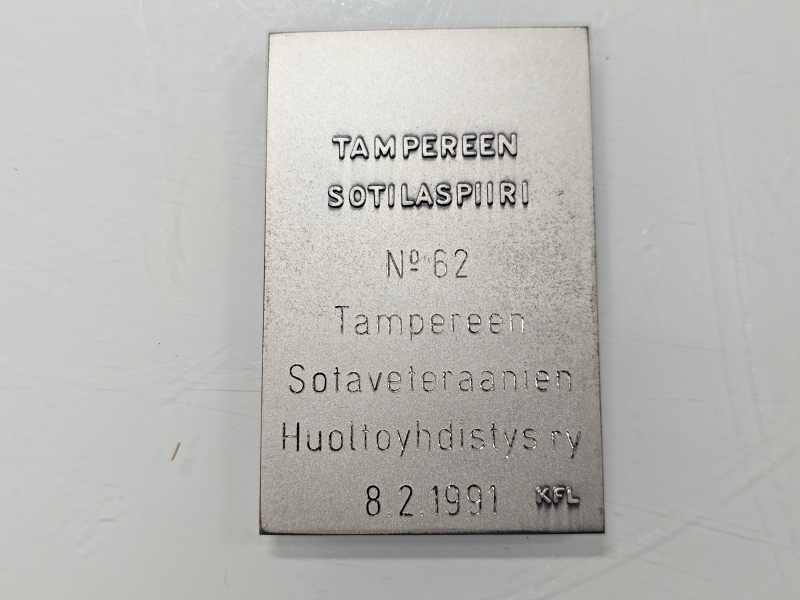 TAMPEREEN
SOTILASPIIRI
Nº 62
Tampereen
Sotaveteraanien
Huoltoyhdistys ry
8.2.1991 KFL